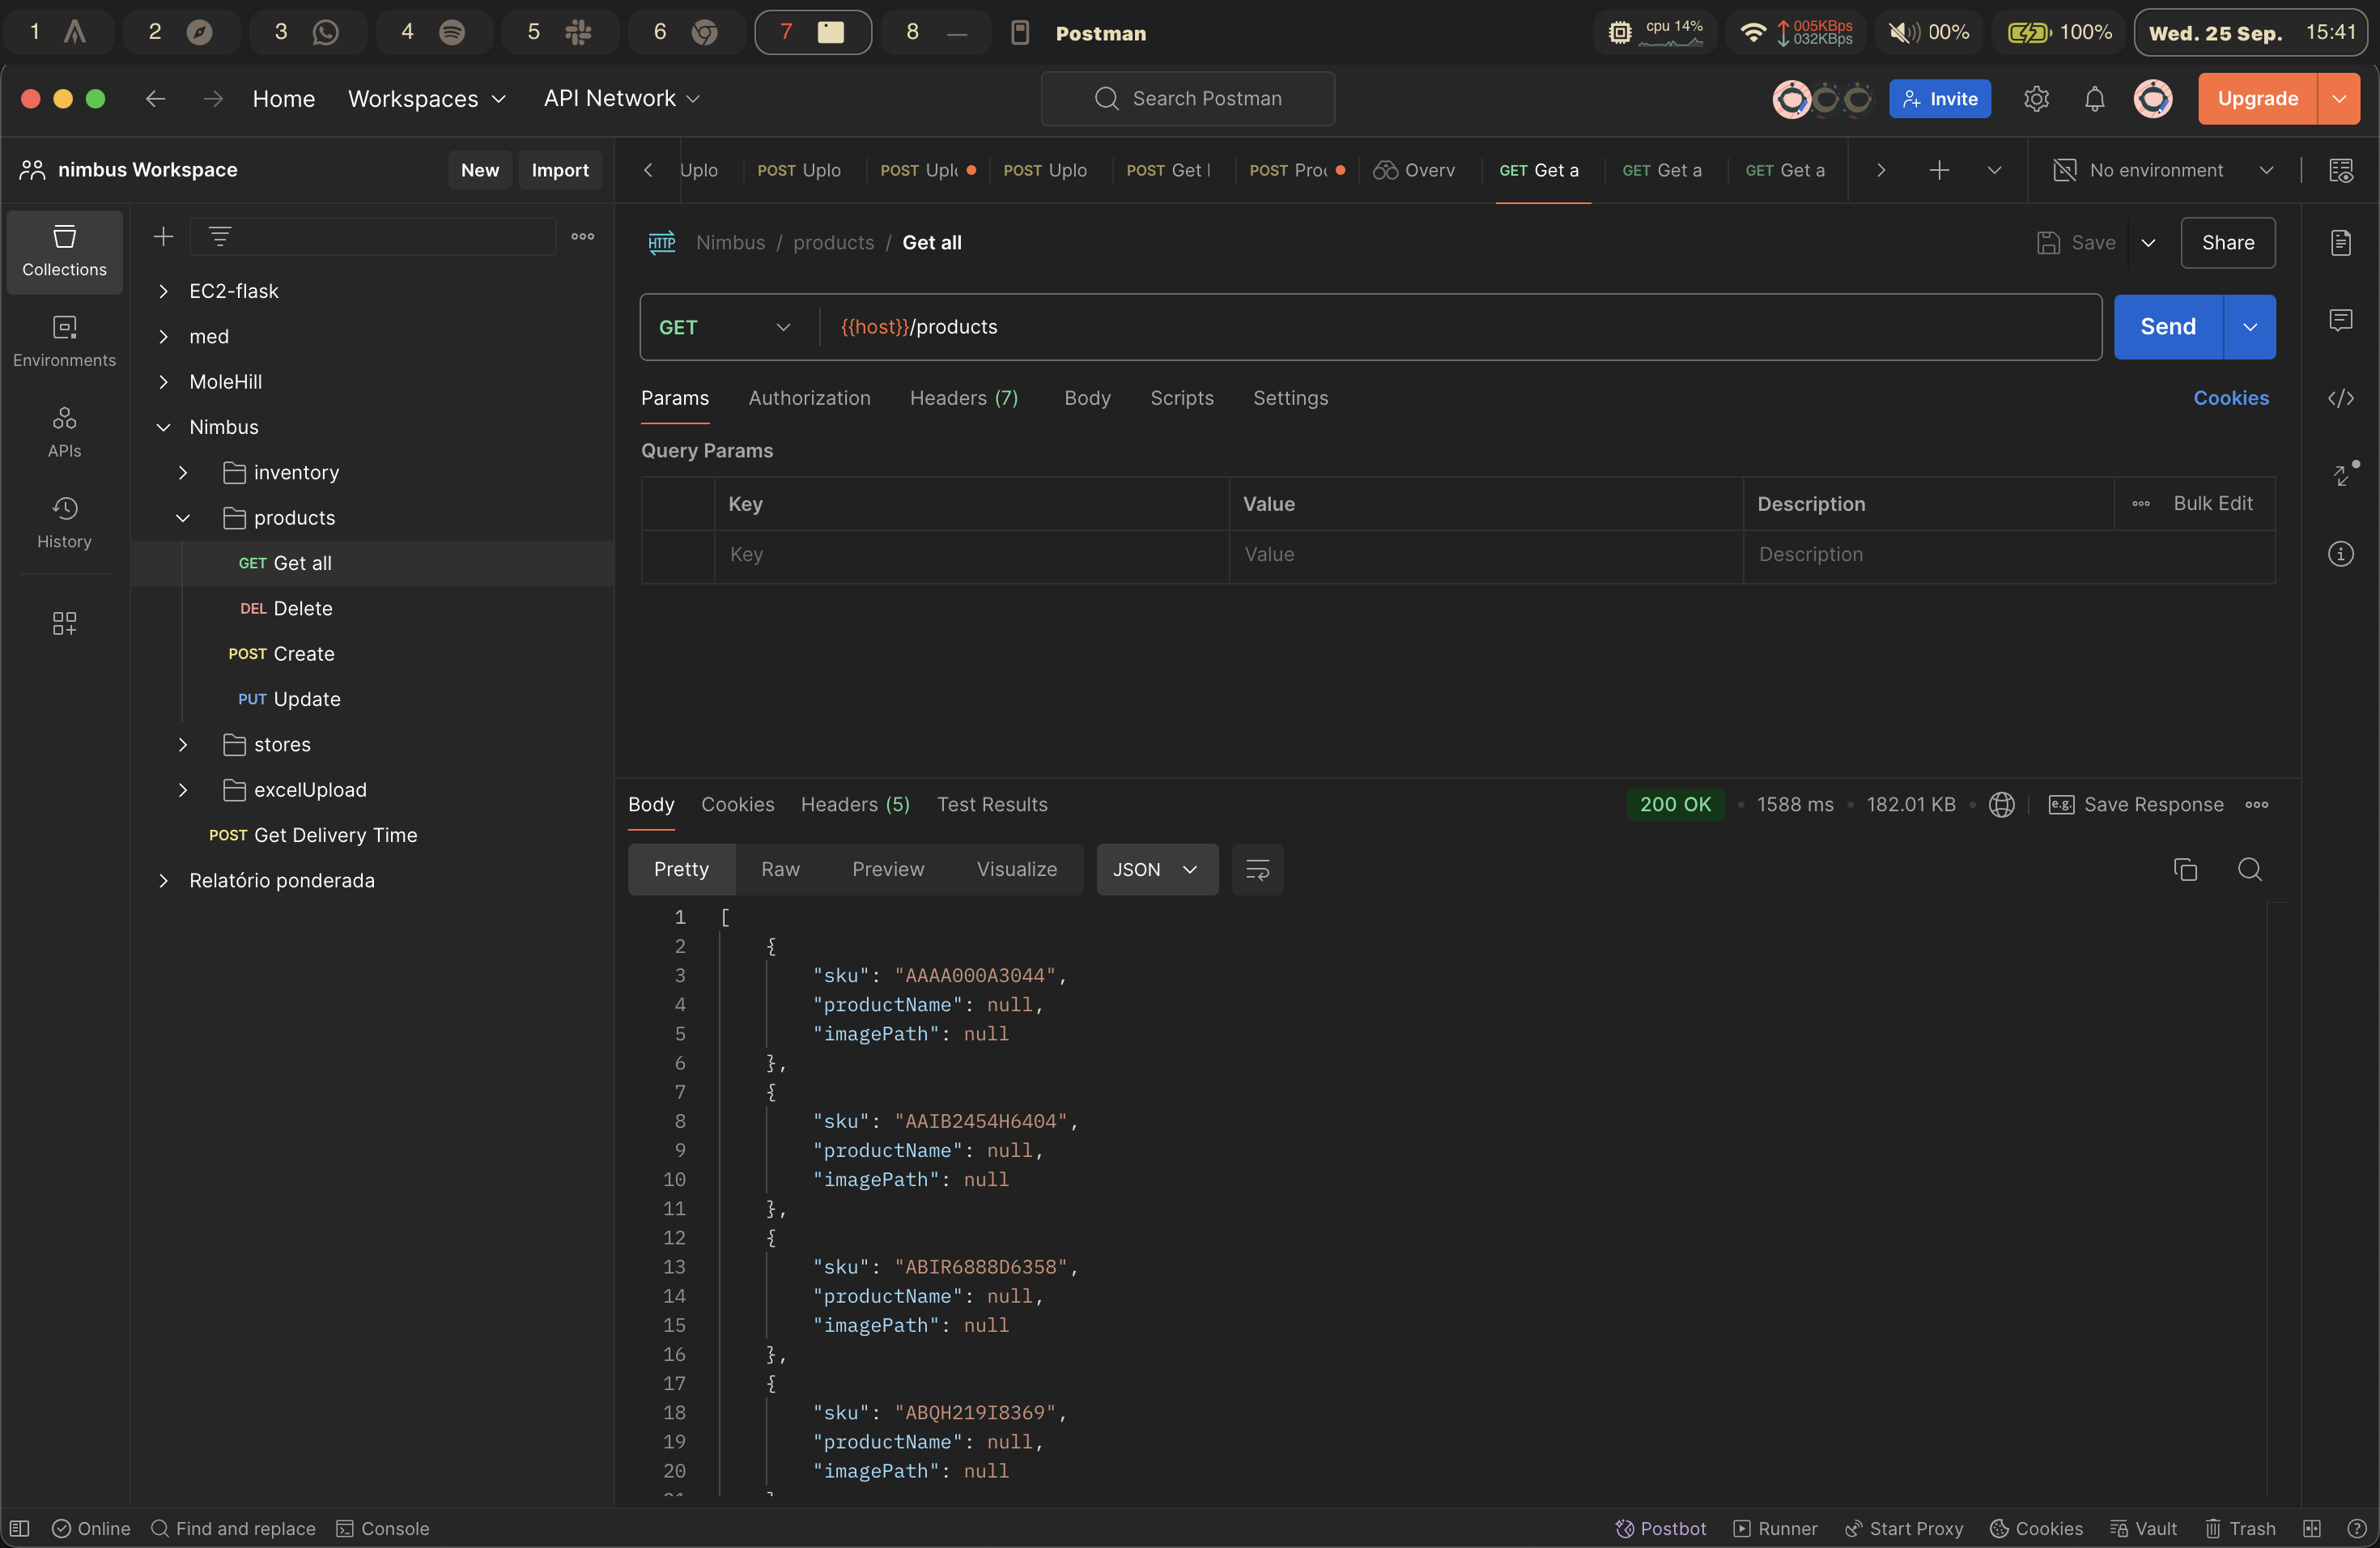 1 2 3 4 5 6 7 8 — Postman cpu 14% 005KBps 032KBps 00% 100% Wed. 25 Sep. 15:41
Home Workspaces API Network Search Postman Invite Upgrade
nimbus Workspace New Import Uplo POST Uplo POST Uplo POST Uplo POST Get POST Proc Overv GET Get a GET Get a GET Get a No environment
Collections
Environments
APIs
History
EC2-flask
med
MoleHill
Nimbus
inventory
products
GET Get all
DEL Delete
POST Create
PUT Update
stores
excelUpload
POST Get Delivery Time
Relatório ponderada
HTTP Nimbus / products / Get all Save Share
GET {{host}}/products Send
Params Authorization Headers (7) Body Scripts Settings Cookies
Query Params
Key Value Description Bulk Edit
Key Value Description
Body Cookies Headers (5) Test Results 200 OK • 1588 ms • 182.01 KB • e.g. Save Response
Pretty Raw Preview Visualize JSON
1 [
2 {
3 "sku": "AAAA000A3044",
4 "productName": null,
5 "imagePath": null
6 },
7 {
8 "sku": "AAIB2454H6404",
9 "productName": null,
10 "imagePath": null
11 },
12 {
13 "sku": "ABIR6888D6358",
14 "productName": null,
15 "imagePath": null
16 },
17 {
18 "sku": "ABQH219I8369",
19 "productName": null,
20 "imagePath": null
Online Find and replace Console Postbot Runner Start Proxy Cookies Vault Trash